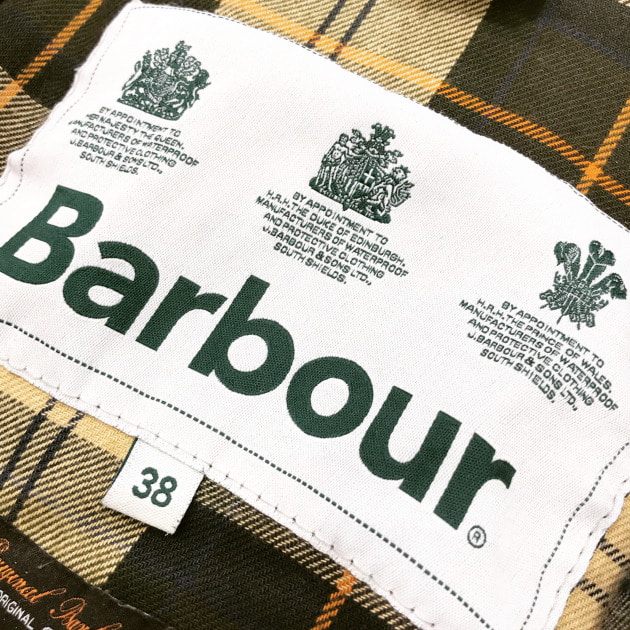 BY APPOINTMENT TO
HER MAJESTY THE QUEEN.
MANUFACTURERS OF WATERPROOF
AND PROTECTIVE CLOTHING
J.BARBOUR & SONS LTD.,
SOUTH SHIELDS.
BY APPOINTMENT TO
H.R.H. THE DUKE OF EDINBURGH.
MANUFACTURERS OF WATERPROOF
AND PROTECTIVE CLOTHING
J.BARBOUR & SONS LTD.,
SOUTH SHIELDS.
BY APPOINTMENT TO
H.R.H. THE PRINCE OF WALES.
MANUFACTURERS OF WATERPROOF
AND PROTECTIVE CLOTHING
J.BARBOUR & SONS LTD.,
SOUTH SHIELDS.
Barbour®
38
Original
ORIGINAL